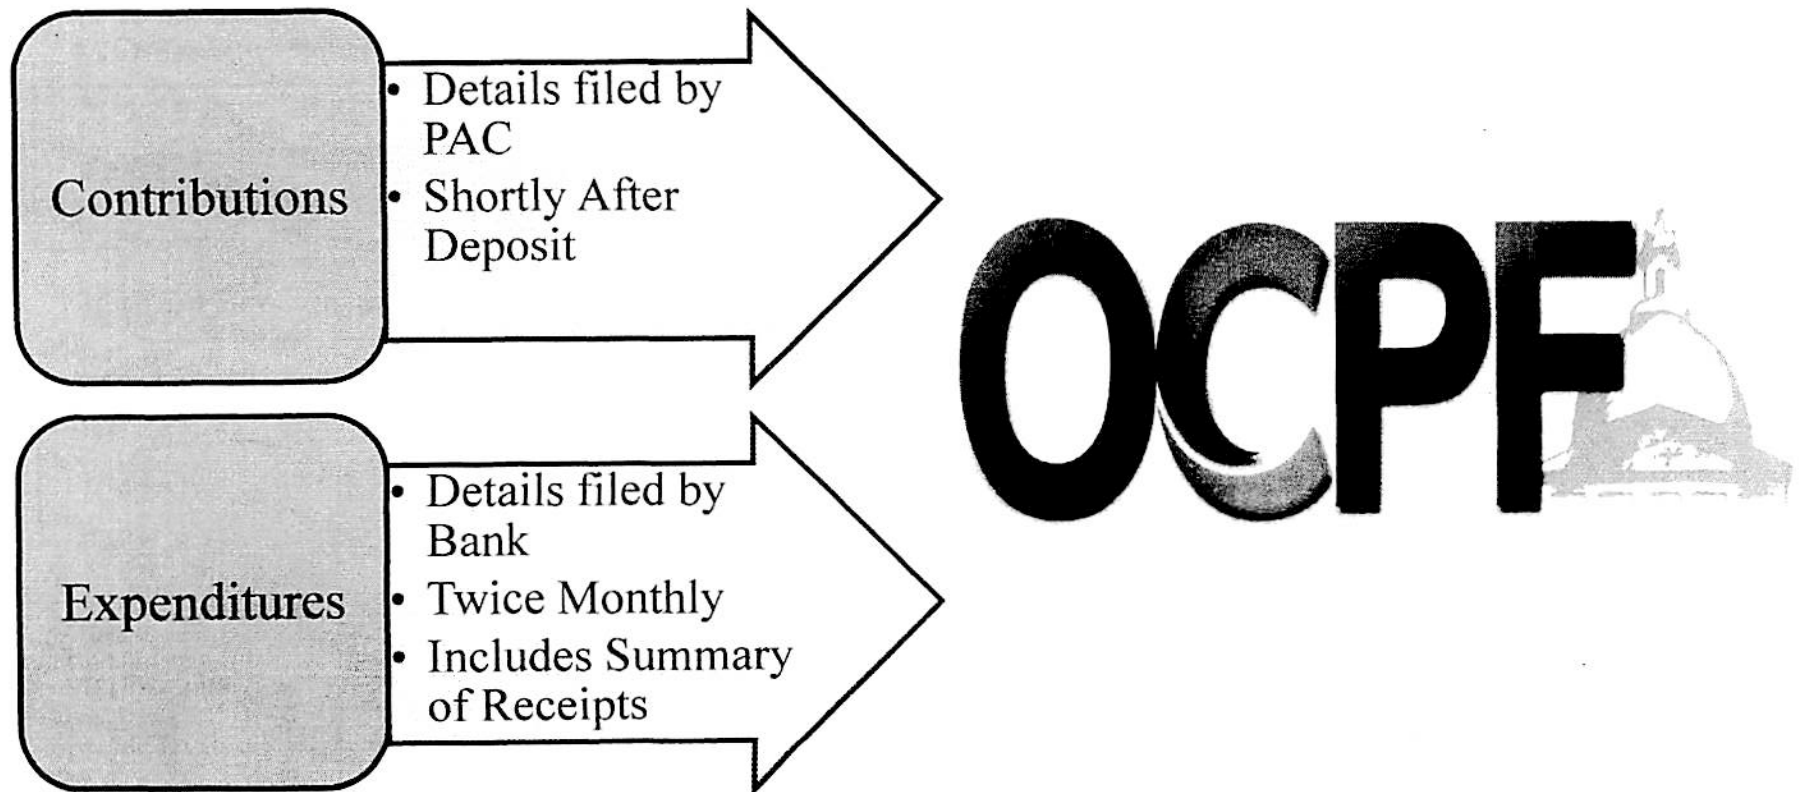 Contributions
• Details filed by
PAC
• Shortly After
Deposit
Expenditures
• Details filed by
Bank
• Twice Monthly
• Includes Summary
of Receipts
OCPF